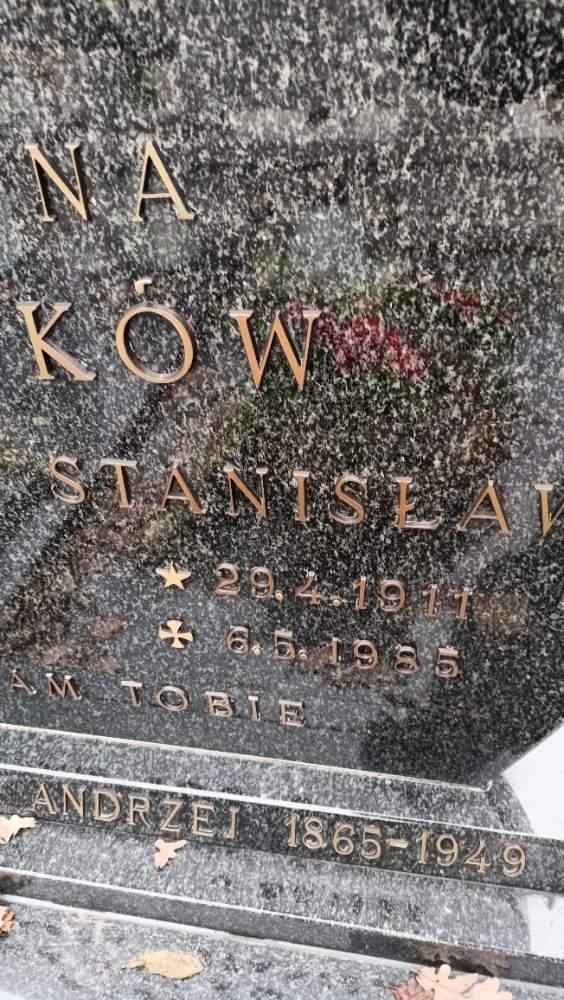 NA
KÓW
STANISŁAW
29.4.1911
6.5.1985
AM TOBIE
ANDRZEJ 1865-1949